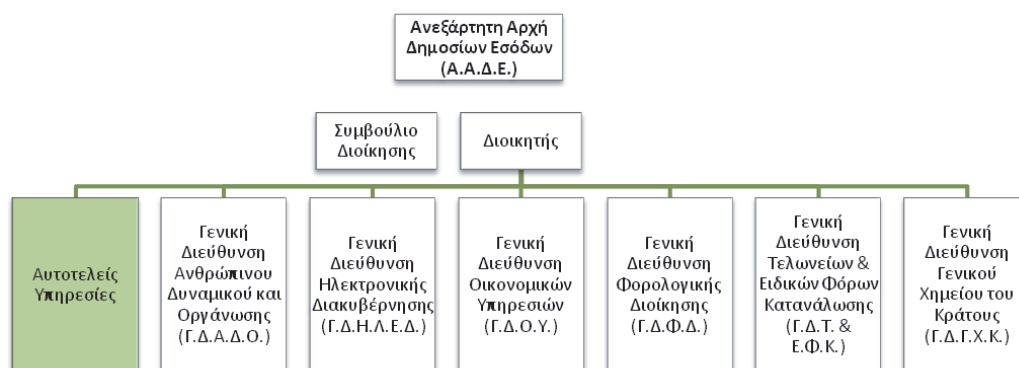 Ανεξάρτητη Αρχή
Δημοσίων Εσόδων
(Α.Α.Δ.Ε.)
Συμβούλιο
Διοίκησης
Διοικητής
Αυτοτελείς
Υπηρεσίες
Γενική
Διεύθυνση
Ανθρώπινου
Δυναμικού και
Οργάνωσης
(Γ.Δ.Α.Δ.Ο.)
Γενική
Διεύθυνση
Ηλεκτρονικής
Διακυβέρνησης
(Γ.Δ.Η.Λ.Ε.Δ.)
Γενική
Διεύθυνση
Οικονομικών
Υπηρεσιών
(Γ.Δ.Ο.Υ.)
Γενική
Διεύθυνση
Φορολογικής
Διοίκησης
(Γ.Δ.Φ.Δ.)
Γενική
Διεύθυνση
Τελωνείων &
Ειδικών Φόρων
Κατανάλωσης
(Γ.Δ.Τ. &
Ε.Φ.Κ.)
Γενική
Διεύθυνση
Γενικού
Χημείου του
Κράτους
(Γ.Δ.Γ.Χ.Κ.)